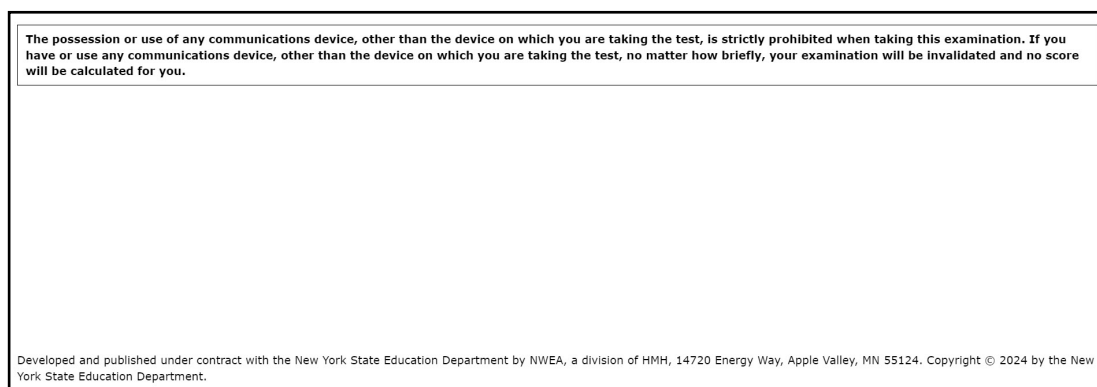 The possession or use of any communications device, other than the device on which you are taking the test, is strictly prohibited when taking this examination. If you
have or use any communications device, other than the device on which you are taking the test, no matter how briefly, your examination will be invalidated and no score
will be calculated for you.
Developed and published under contract with the New York State Education Department by NWEA, a division of HMH, 14720 Energy Way, Apple Valley, MN 55124. Copyright © 2024 by the New
York State Education Department.